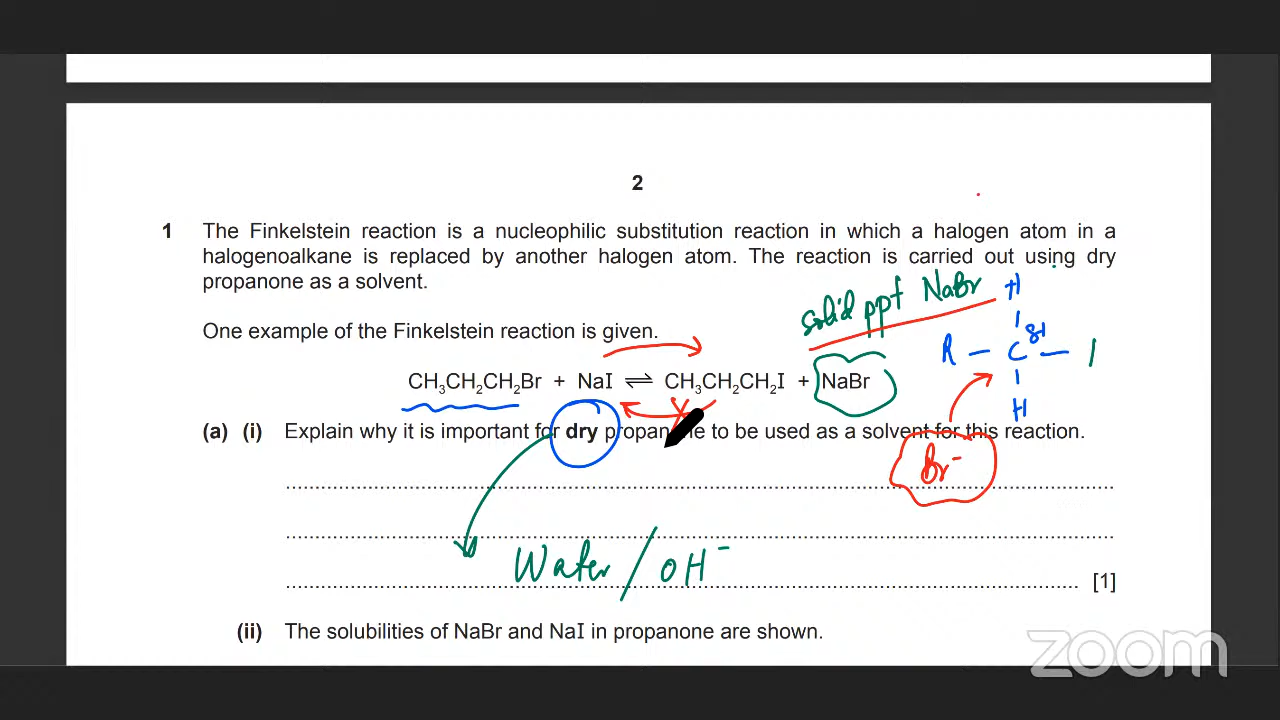 2
1 The Finkelstein reaction is a nucleophilic substitution reaction in which a halogen atom in a
halogenoalkane is replaced by another halogen atom. The reaction is carried out using dry
propanone as a solvent.
solid ppt NaBr
H
One example of the Finkelstein reaction is given.
R — C — I
δ+
CH₃CH₂CH₂Br + NaI ⇌ CH₃CH₂CH₂I + NaBr
H
(a) (i) Explain why it is important for dry propanone to be used as a solvent for this reaction.
Br⁻
Water / OH⁻
[1]
(ii) The solubilities of NaBr and NaI in propanone are shown.
zoom